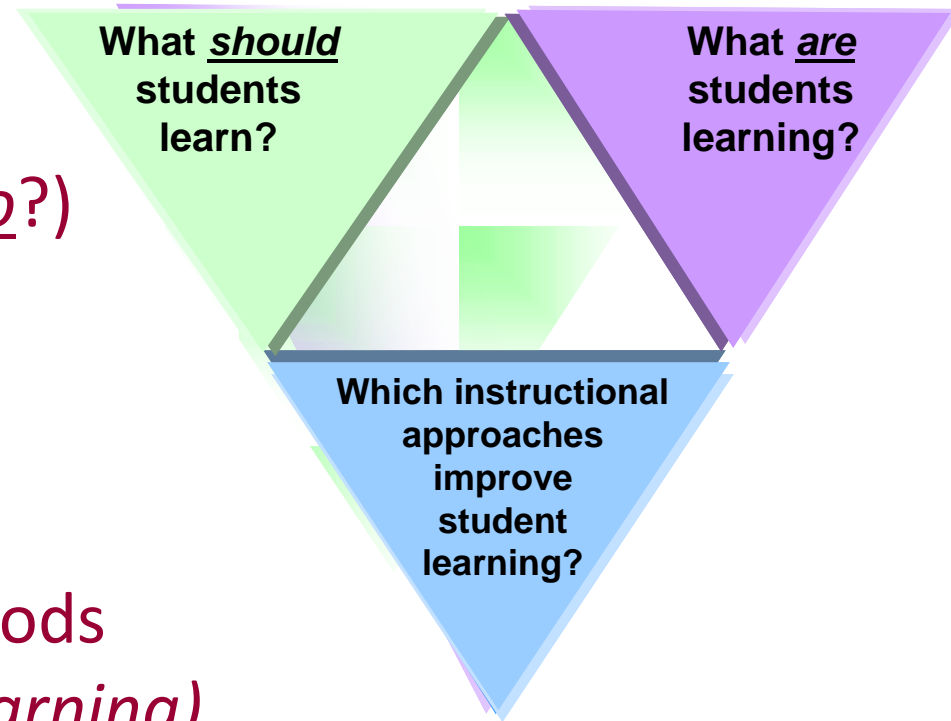 What should
students
learn?
What are
students
learning?
?)
Which instructional
approaches
improve
student
learning?
ods
arning)